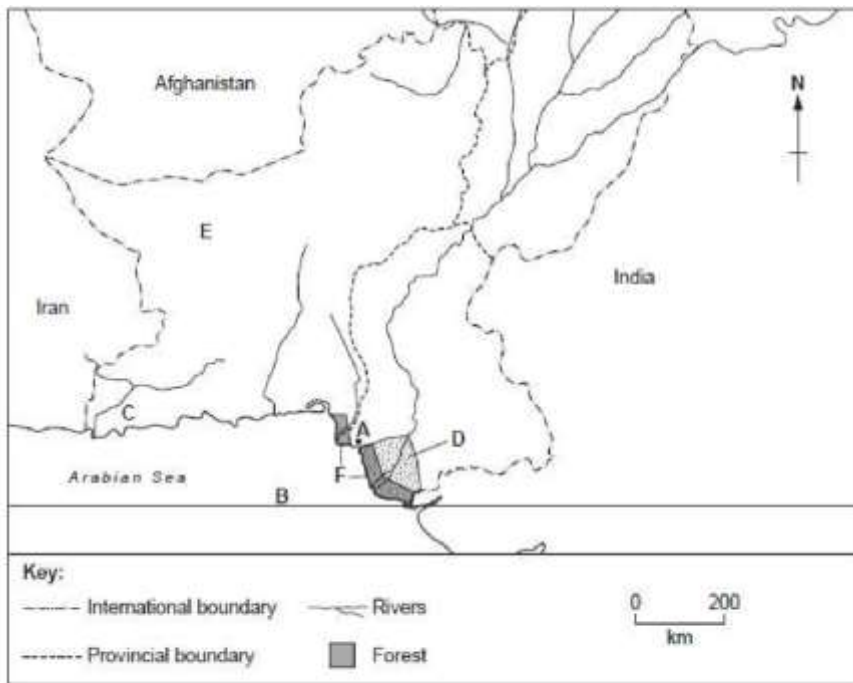 Afghanistan
N
E
India
Iran
C
A
D
Arabian Sea
F
B
Key:
International boundary
Rivers
0 200
km
Provincial boundary
Forest